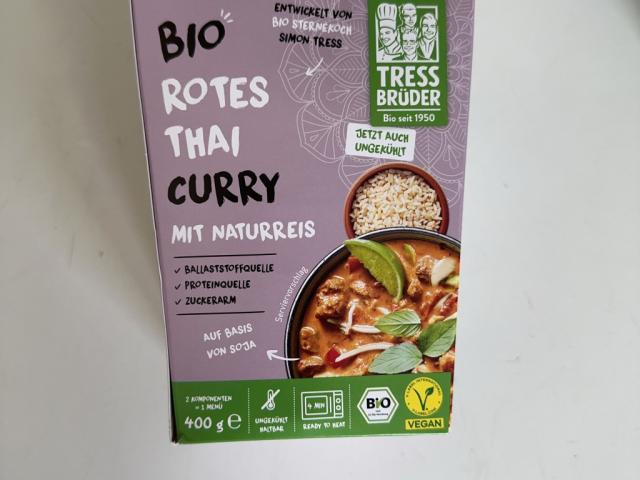 BIO
ENTWICKELT VON
BIO STERNEKOCH
SIMON TRESS
TRESS
BRÜDER
Bio seit 1950
ROTES
THAI
CURRY
MIT NATURREIS
JETZT AUCH
UNGEKÜHLT
✓ BALLASTSTOFFQUELLE
✓ PROTEINQUELLE
✓ ZUCKERARM
Serviervorschlag
AUF BASIS
VON SOJA
2 KOMPONENTEN
= 1 MENÜ
400 g e
UNGEKÜHLT
HALTBAR
4 MIN
READY TO HEAT
BIO
VEGAN